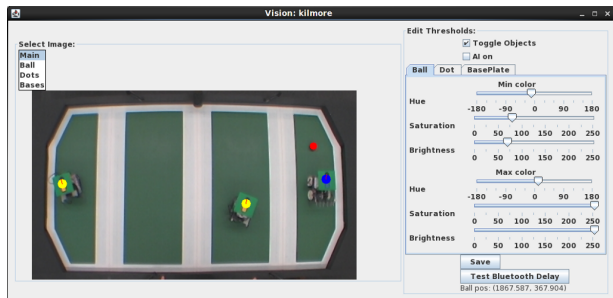 Vision: kilmore
Select Image:
Main
Ball
Dots
Bases
Edit Thresholds:
Toggle Objects
AI on
Ball Dot BasePlate
Min color
Hue
-180 -90 0 90 180
Saturation
0 50 100 150 200 250
Brightness
0 50 100 150 200 250
Max color
Hue
-180 -90 0 90 180
Saturation
0 50 100 150 200 250
Brightness
0 50 100 150 200 250
Save
Test Bluetooth Delay
Ball pos: (1867.587, 367.904)